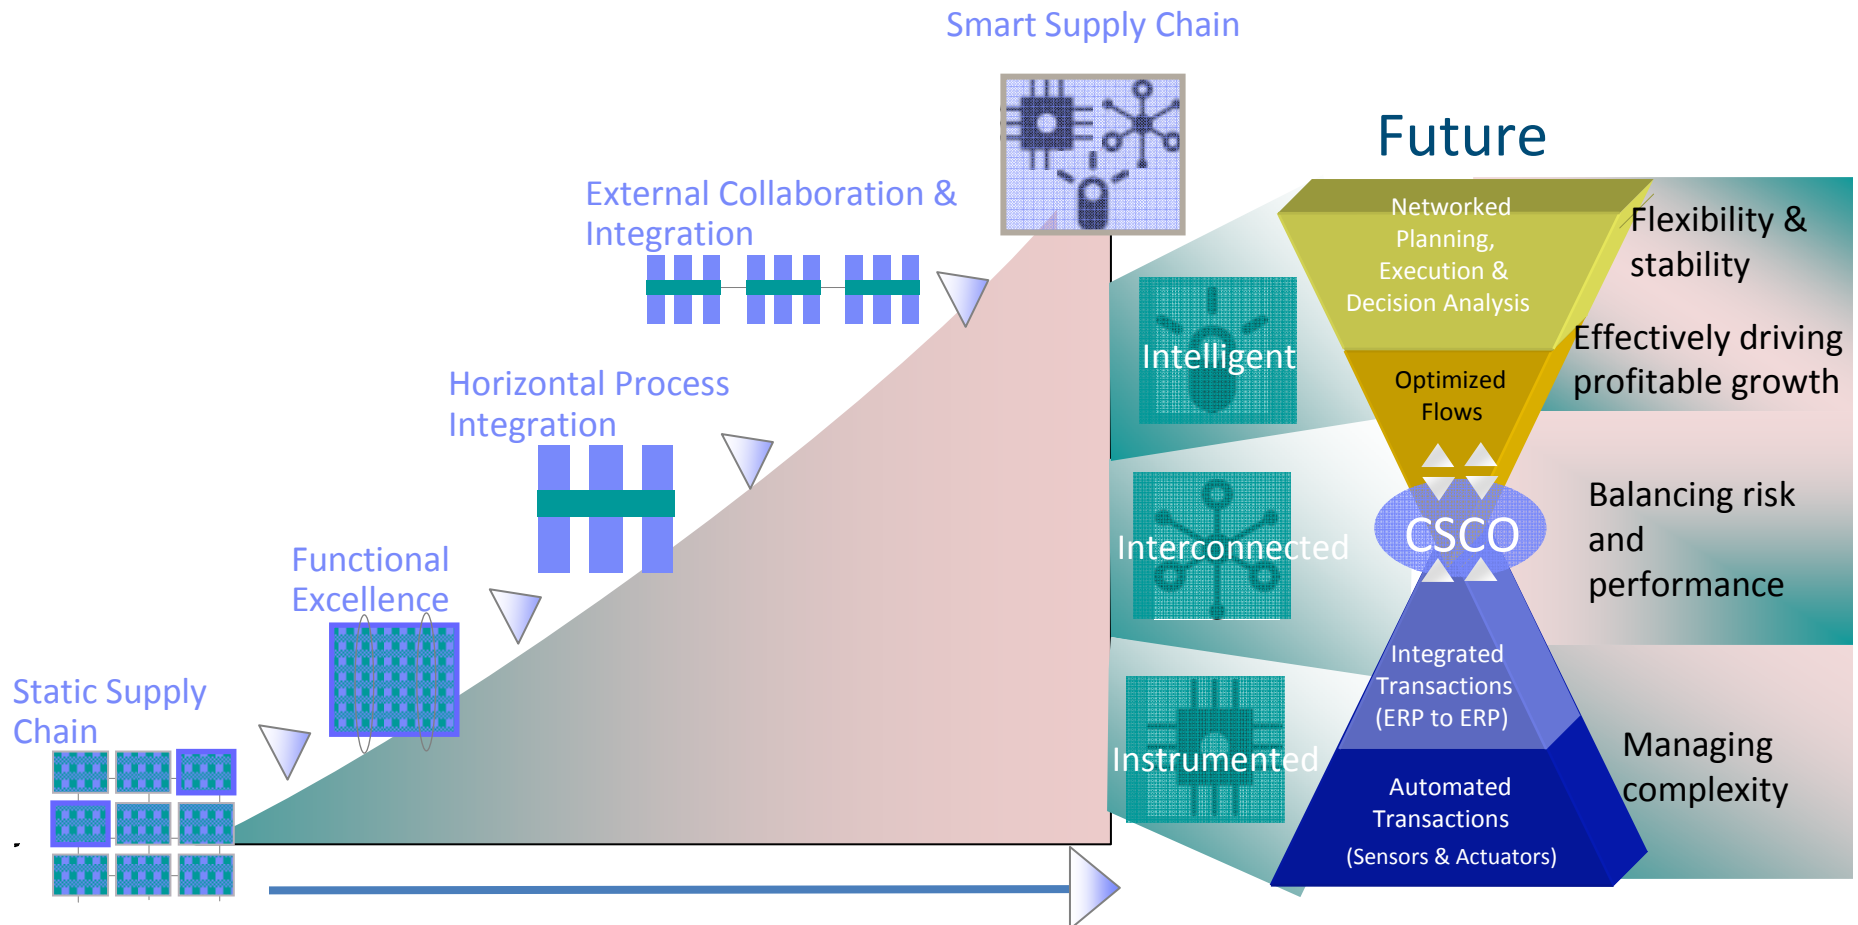 Smart Supply Chain
External Collaboration &
Integration
Horizontal Process
Integration
Functional
Excellence
Static Supply
Chain
Future
Intelligent
Interconnected
Instrumented
Networked
Planning,
Execution &
Decision Analysis
Optimized
Flows
CSCO
Integrated
Transactions
(ERP to ERP)
Automated
Transactions
(Sensors & Actuators)
Flexibility &
stability
Effectively driving
profitable growth
Balancing risk
and
performance
Managing
complexity